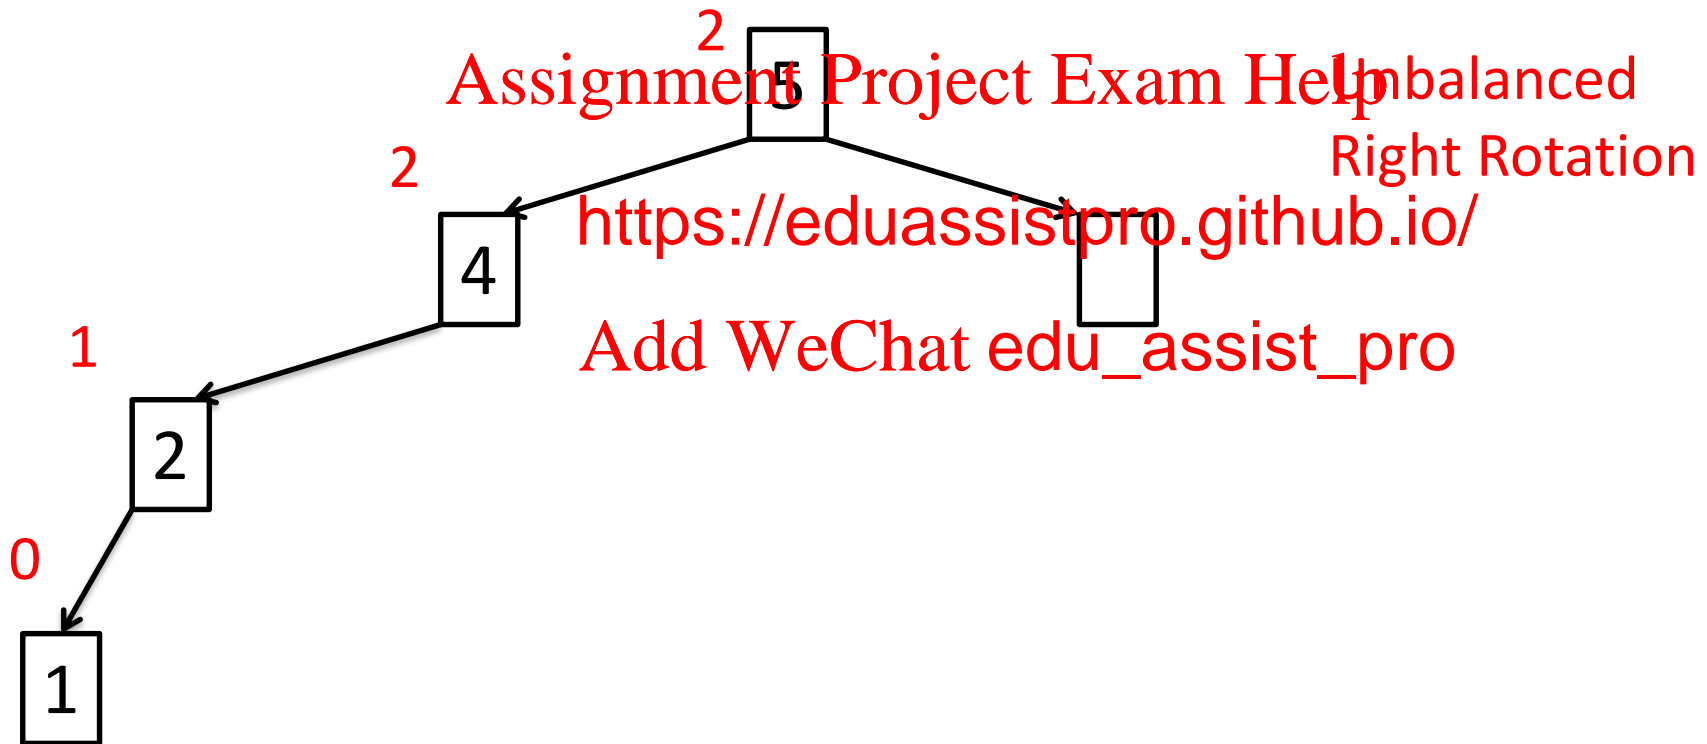 2
5
Assignment Project Exam Help
Unbalanced
Right Rotation
2
https://eduassistpro.github.io/
4
Add WeChat edu_assist_pro
1
2
0
1